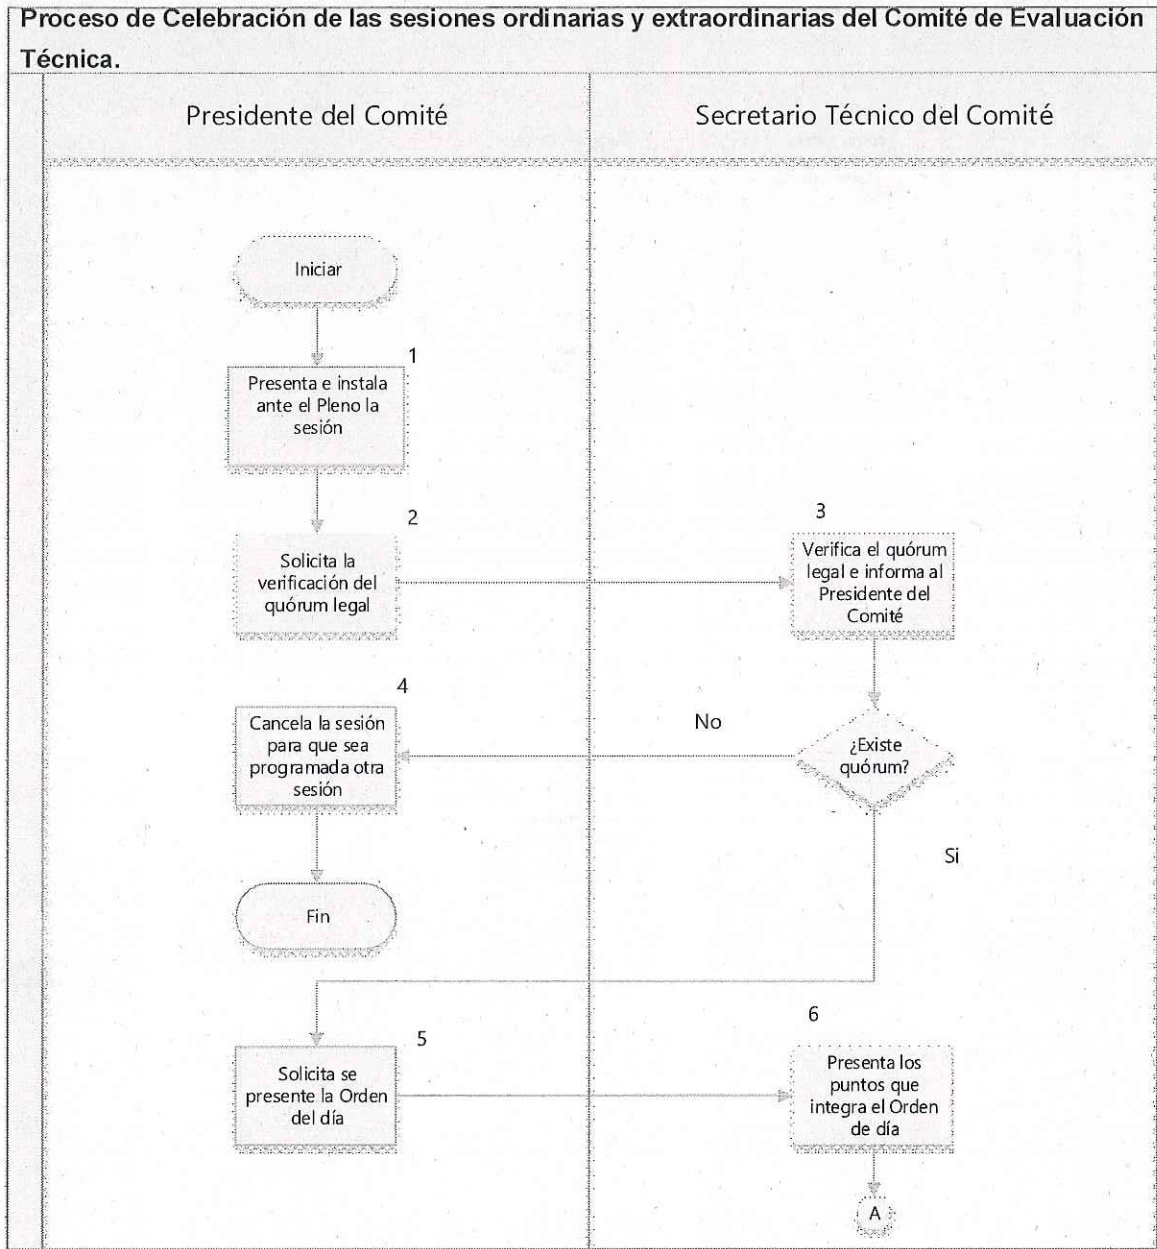 Proceso de Celebración de las sesiones ordinarias y extraordinarias del Comité de Evaluación
Técnica.
Presidente del Comité
Secretario Técnico del Comité
Iniciar
1
Presenta e instala
ante el Pleno la
sesión
2
Solicita la
verificación del
quórum legal
3
Verifica el quórum
legal e informa al
Presidente del
Comité
4
Cancela la sesión
para que sea
programada otra
sesión
No
¿Existe
quórum?
Si
Fin
5
Solicita se
presente la Orden
del día
6
Presenta los
puntos que
integra el Orden
de día
A